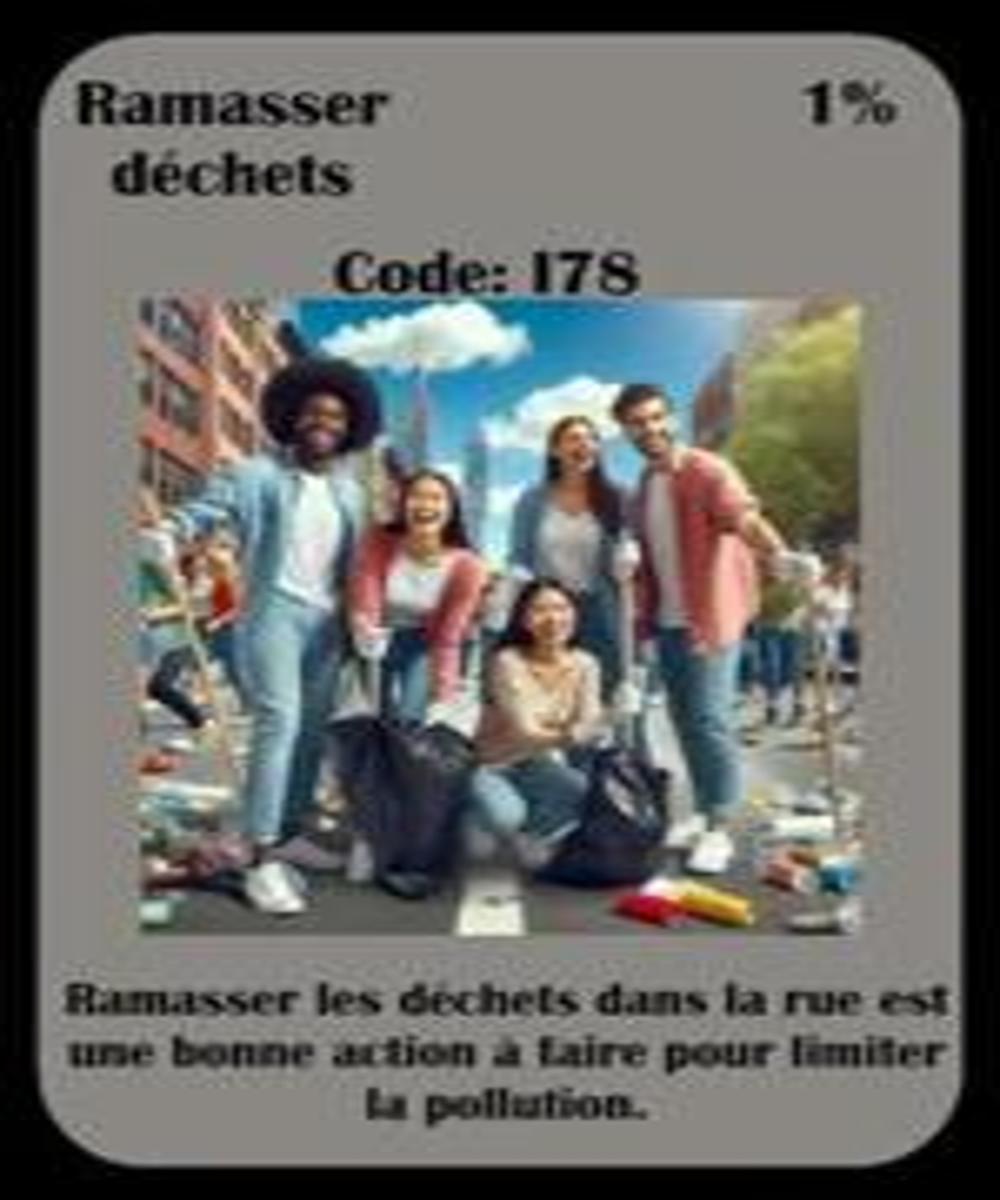 Ramasser 1%
déchets
Code: 178
Ramasser les déchets dans la rue est
une bonne action à faire pour limiter
la pollution.